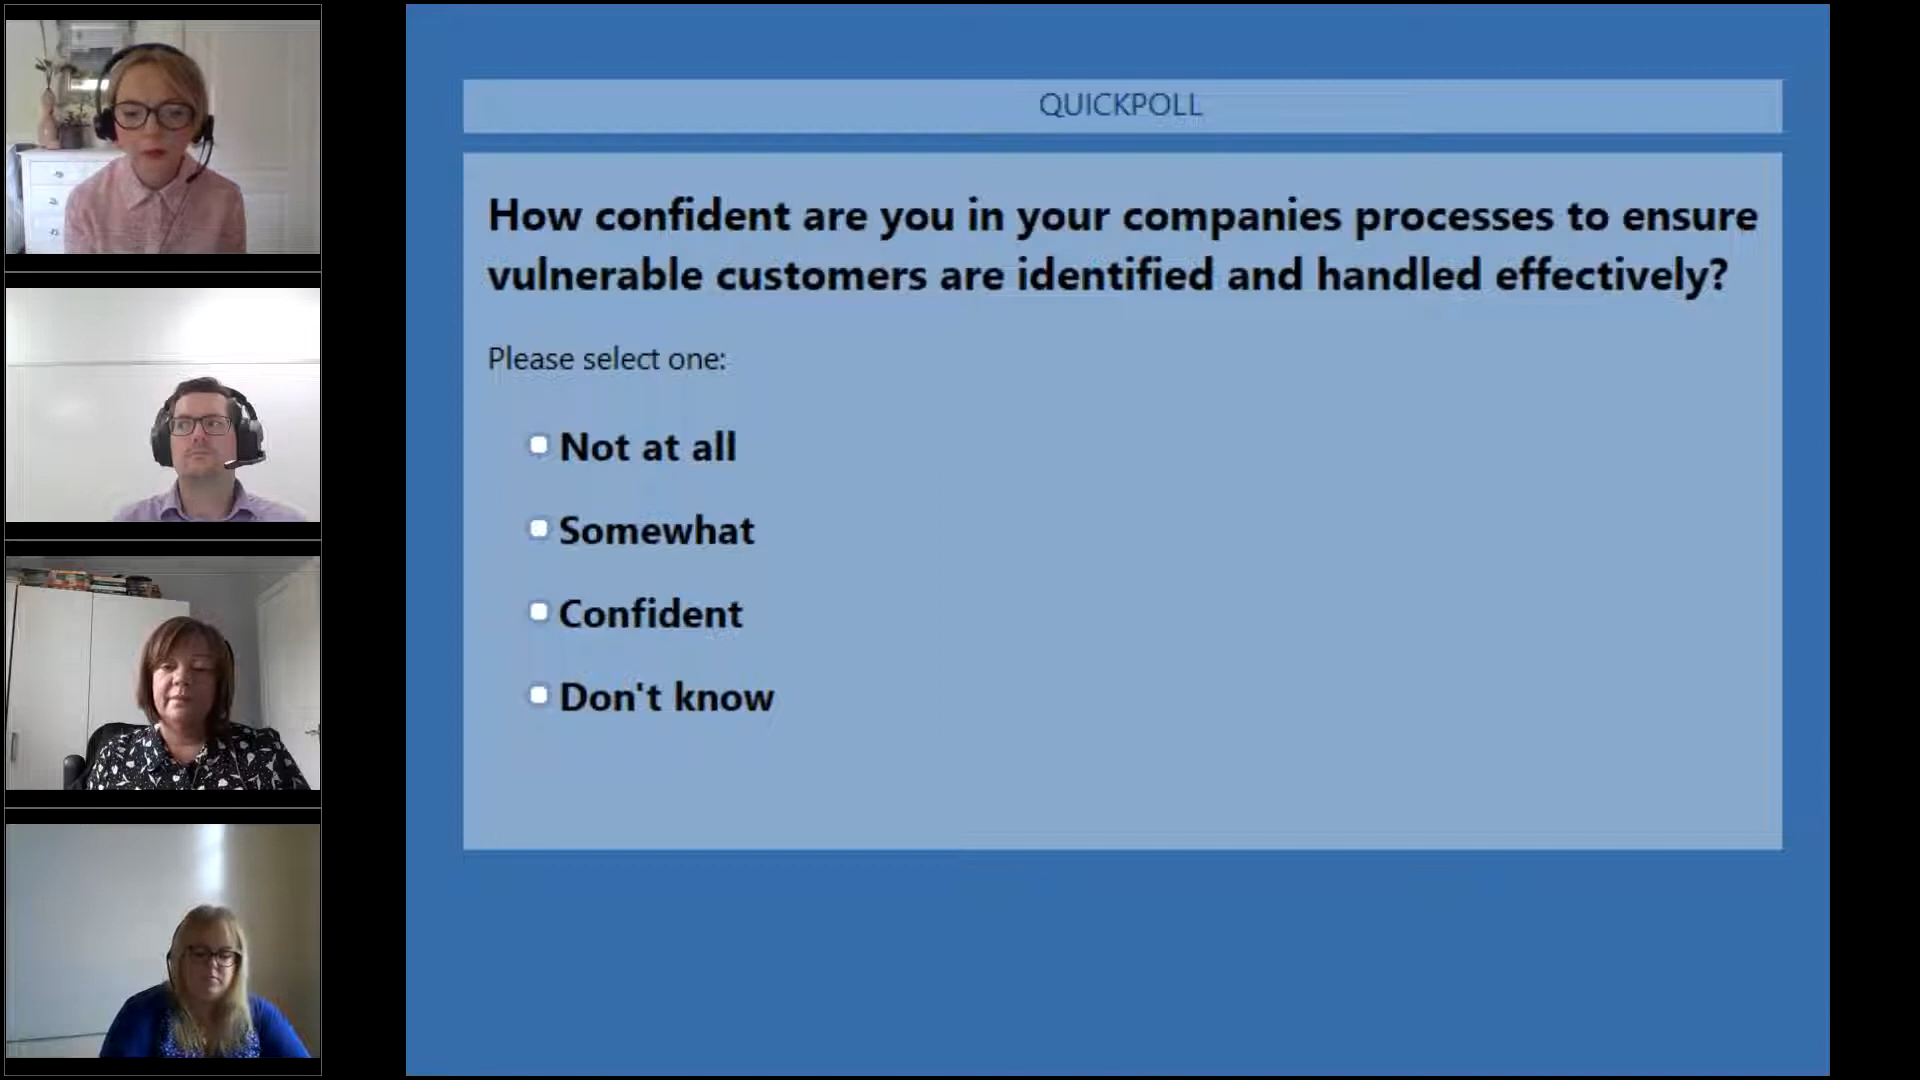 QUICKPOLL
How confident are you in your companies processes to ensure
vulnerable customers are identified and handled effectively?
Please select one:
Not at all
Somewhat
Confident
Don't know